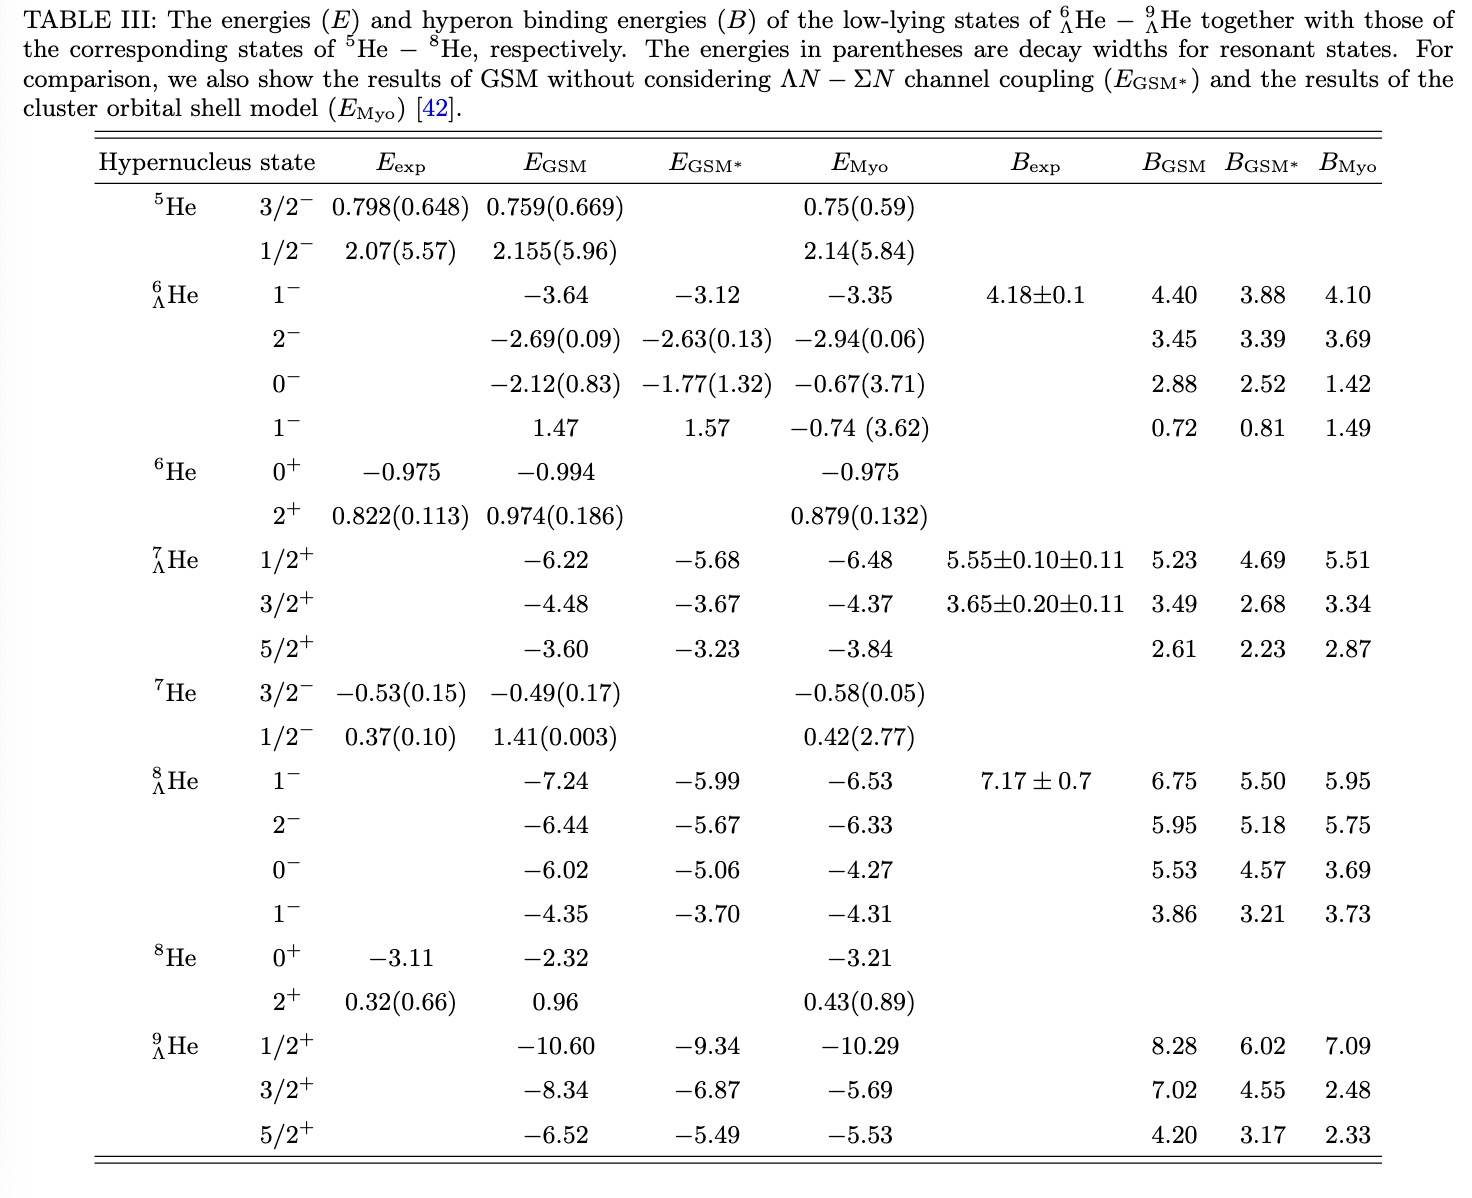 TABLE III: The energies (E) and hyperon binding energies (B) of the low-lying states of ⁶ΛHe − ⁹ΛHe together with those of
the corresponding states of ⁵He − ⁸He, respectively. The energies in parentheses are decay widths for resonant states. For
comparison, we also show the results of GSM without considering ΛN − ΣN channel coupling (E_GSM*) and the results of the
cluster orbital shell model (E_Myo) [42].
Hypernucleus state E_exp E_GSM E_GSM* E_Myo B_exp B_GSM B_GSM* B_Myo
⁵He 3/2⁻ 0.798(0.648) 0.759(0.669) 0.75(0.59)
1/2⁻ 2.07(5.57) 2.155(5.96) 2.14(5.84)
⁶ΛHe 1⁻ −3.64 −3.12 −3.35 4.18±0.1 4.40 3.88 4.10
2⁻ −2.69(0.09) −2.63(0.13) −2.94(0.06) 3.45 3.39 3.69
0⁻ −2.12(0.83) −1.77(1.32) −0.67(3.71) 2.88 2.52 1.42
1⁻ 1.47 1.57 −0.74 (3.62) 0.72 0.81 1.49
⁶He 0⁺ −0.975 −0.994 −0.975
2⁺ 0.822(0.113) 0.974(0.186) 0.879(0.132)
⁷ΛHe 1/2⁺ −6.22 −5.68 −6.48 5.55±0.10±0.11 5.23 4.69 5.51
3/2⁺ −4.48 −3.67 −4.37 3.65±0.20±0.11 3.49 2.68 3.34
5/2⁺ −3.60 −3.23 −3.84 2.61 2.23 2.87
⁷He 3/2⁻ −0.53(0.15) −0.49(0.17) −0.58(0.05)
1/2⁻ 0.37(0.10) 1.41(0.003) 0.42(2.77)
⁸ΛHe 1⁻ −7.24 −5.99 −6.53 7.17 ± 0.7 6.75 5.50 5.95
2⁻ −6.44 −5.67 −6.33 5.95 5.18 5.75
0⁻ −6.02 −5.06 −4.27 5.53 4.57 3.69
1⁻ −4.35 −3.70 −4.31 3.86 3.21 3.73
⁸He 0⁺ −3.11 −2.32 −3.21
2⁺ 0.32(0.66) 0.96 0.43(0.89)
⁹ΛHe 1/2⁺ −10.60 −9.34 −10.29 8.28 6.02 7.09
3/2⁺ −8.34 −6.87 −5.69 7.02 4.55 2.48
5/2⁺ −6.52 −5.49 −5.53 4.20 3.17 2.33